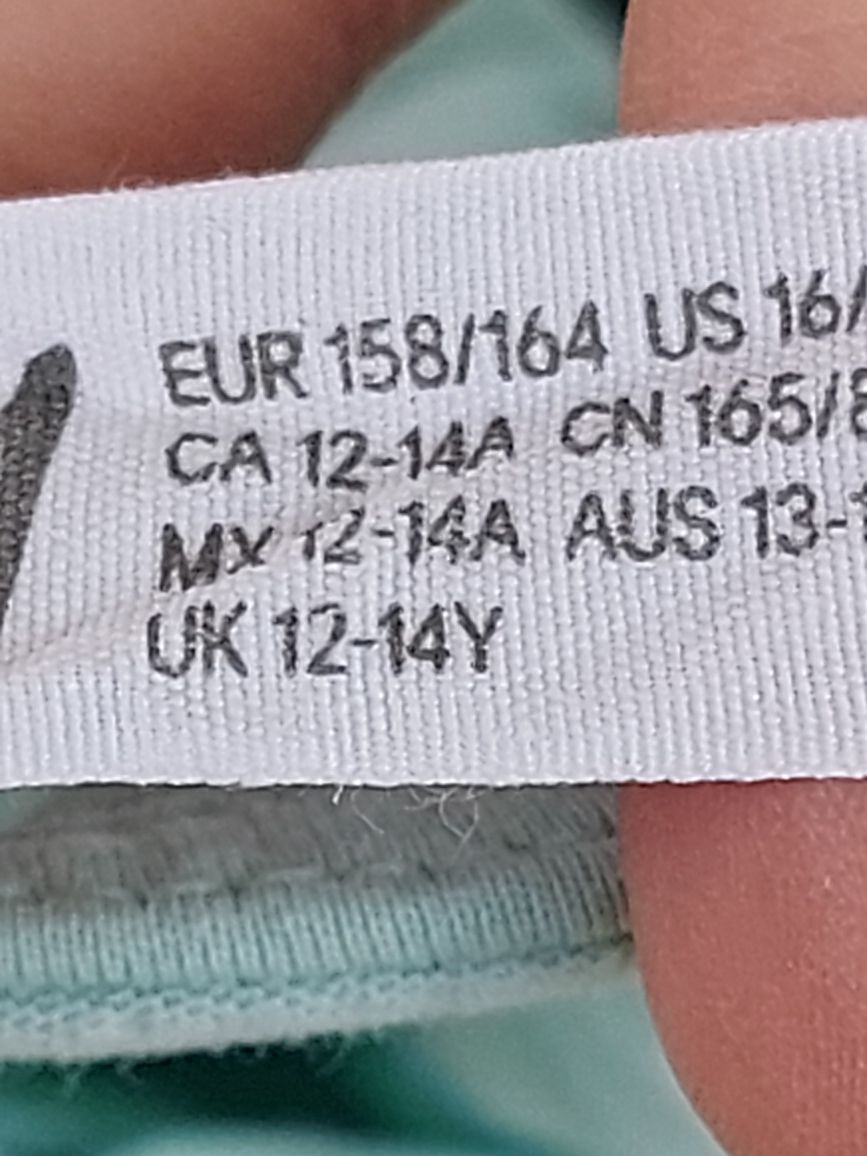 EUR 158/164 US 16/
CA 12-14A CN 165/8
MX 12-14A AUS 13-1
UK 12-14Y